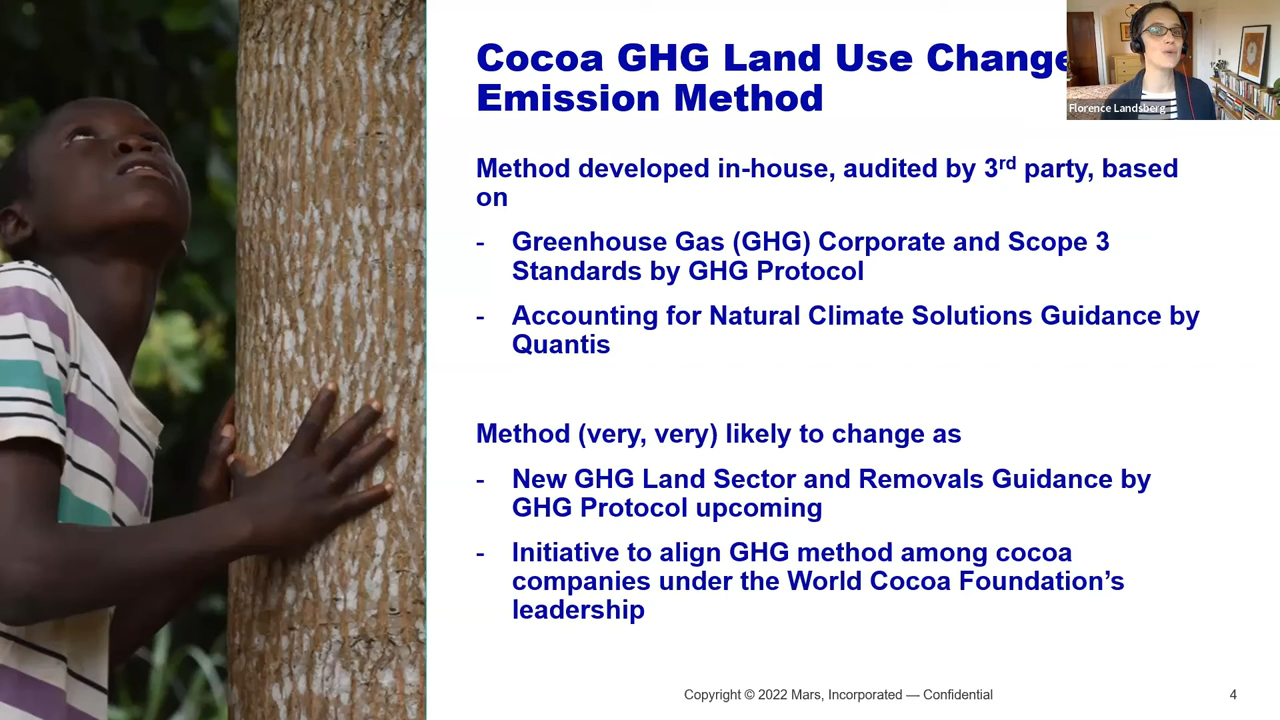 Cocoa GHG Land Use Change
Emission Method
Florence Landsberg
Method developed in-house, audited by 3rd party, based
on
- Greenhouse Gas (GHG) Corporate and Scope 3
Standards by GHG Protocol
- Accounting for Natural Climate Solutions Guidance by
Quantis
Method (very, very) likely to change as
- New GHG Land Sector and Removals Guidance by
GHG Protocol upcoming
- Initiative to align GHG method among cocoa
companies under the World Cocoa Foundation’s
leadership
Copyright © 2022 Mars, Incorporated — Confidential
4